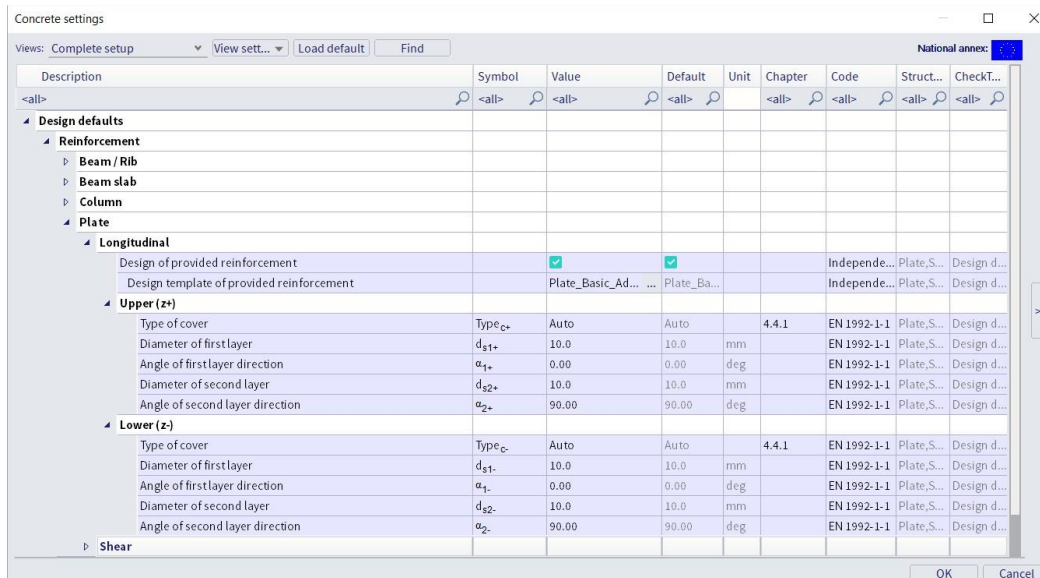 Concrete settings
Views: Complete setup View sett... Load default Find National annex:
Description Symbol Value Default Unit Chapter Code Struct... CheckT...
<all> <all> <all> <all> <all> <all> <all> <all>
Design defaults
Reinforcement
Beam / Rib
Beam slab
Column
Plate
Longitudinal
Design of provided reinforcement Independe... Plate,S... Design d...
Design template of provided reinforcement Plate_Basic_Ad... ... Plate_Ba... Independe... Plate,S... Design d...
Upper (z+)
Type of cover Typec+ Auto Auto 4.4.1 EN 1992-1-1 Plate,S... Design d...
Diameter of first layer ds1+ 10.0 10.0 mm EN 1992-1-1 Plate,S... Design d...
Angle of first layer direction α1+ 0.00 0.00 deg EN 1992-1-1 Plate,S... Design d...
Diameter of second layer ds2+ 10.0 10.0 mm EN 1992-1-1 Plate,S... Design d...
Angle of second layer direction α2+ 90.00 90.00 deg EN 1992-1-1 Plate,S... Design d...
Lower (z-)
Type of cover Typec- Auto Auto 4.4.1 EN 1992-1-1 Plate,S... Design d...
Diameter of first layer ds1- 10.0 10.0 mm EN 1992-1-1 Plate,S... Design d...
Angle of first layer direction α1- 0.00 0.00 deg EN 1992-1-1 Plate,S... Design d...
Diameter of second layer ds2- 10.0 10.0 mm EN 1992-1-1 Plate,S... Design d...
Angle of second layer direction α2- 90.00 90.00 deg EN 1992-1-1 Plate,S... Design d...
Shear
OK Cancel